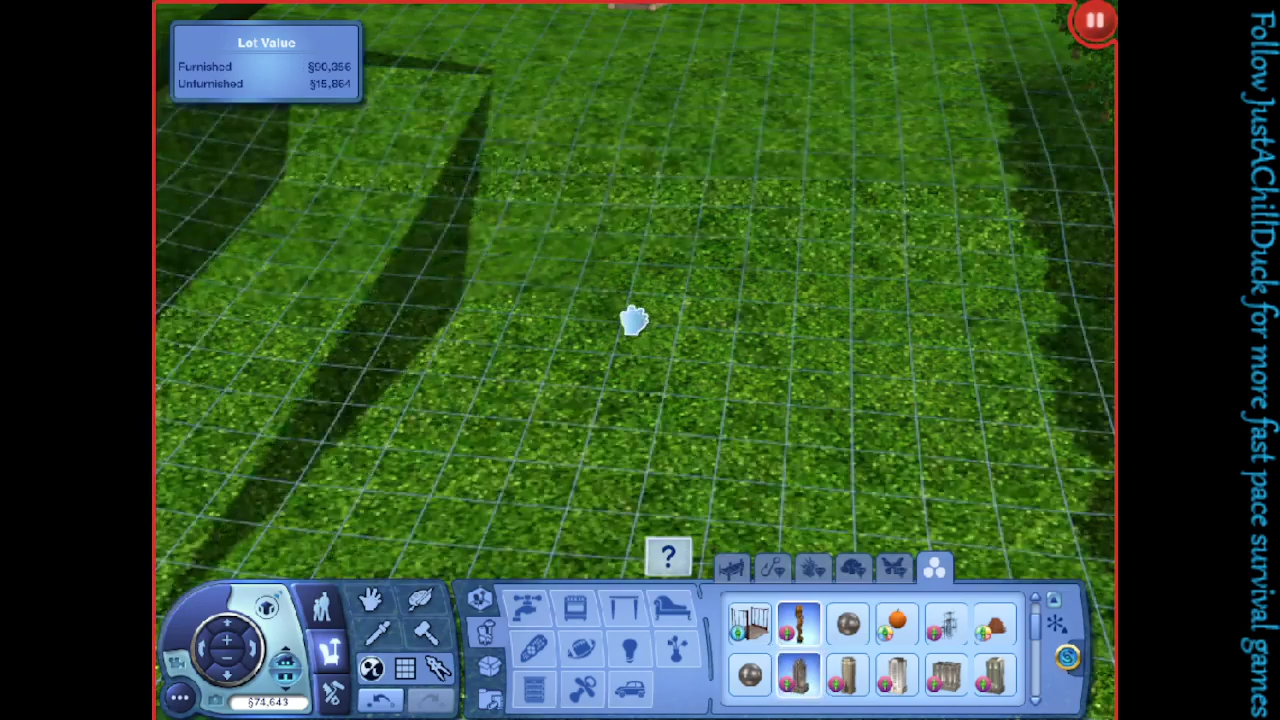 Lot Value
Furnished §90,356
Unfurnished §15,864
?
§74,643
Follow JustAChillDuck for more fast pace survival games